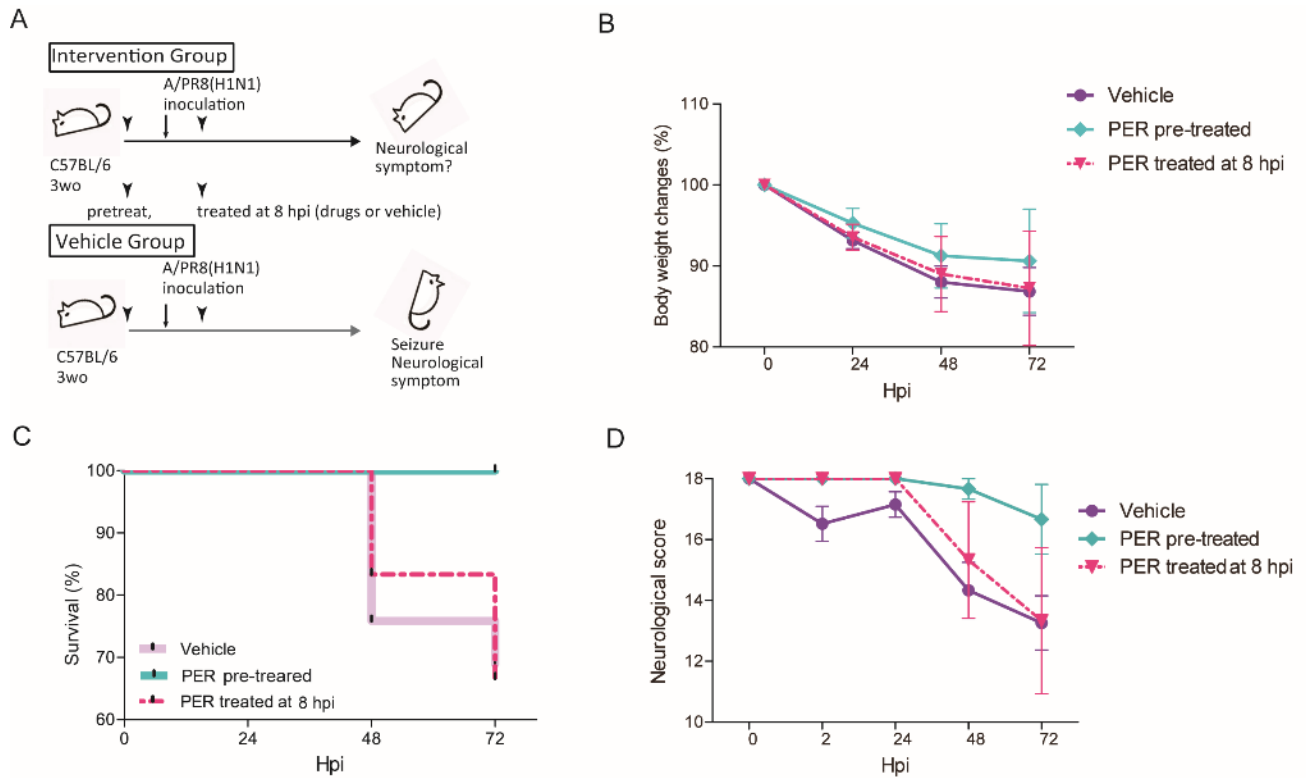 A
Intervention Group
A/PR8(H1N1)
inoculation
C57BL/6
3wo
Neurological
symptom?
pretreat,
treated at 8 hpi (drugs or vehicle)
Vehicle Group
A/PR8(H1N1)
inoculation
C57BL/6
3wo
Seizure
Neurological
symptom
B
Vehicle
PER pre-treated
PER treated at 8 hpi
Body weight changes (%)
110
100
90
80
0
24
48
72
Hpi
C
Survival (%)
100
90
80
70
60
Vehicle
PER pre-treared
PER treated at 8 hpi
0
24
48
72
Hpi
D
Neurological score
18
16
14
12
10
Vehicle
PER pre-treated
PER treated at 8 hpi
0
2
24
48
72
Hpi